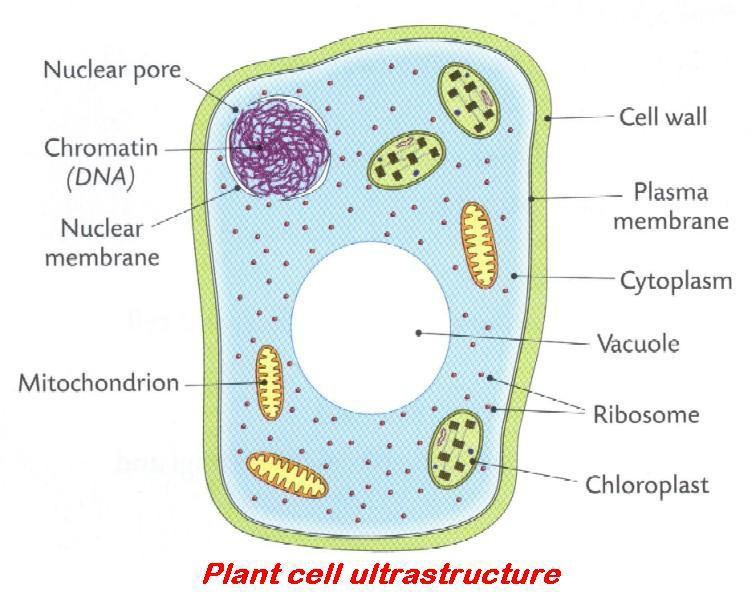 Nuclear pore
Chromatin
(DNA)
Nuclear
membrane
Mitochondrion
Cell wall
Plasma
membrane
Cytoplasm
Vacuole
Ribosome
Chloroplast
Plant cell ultrastructure